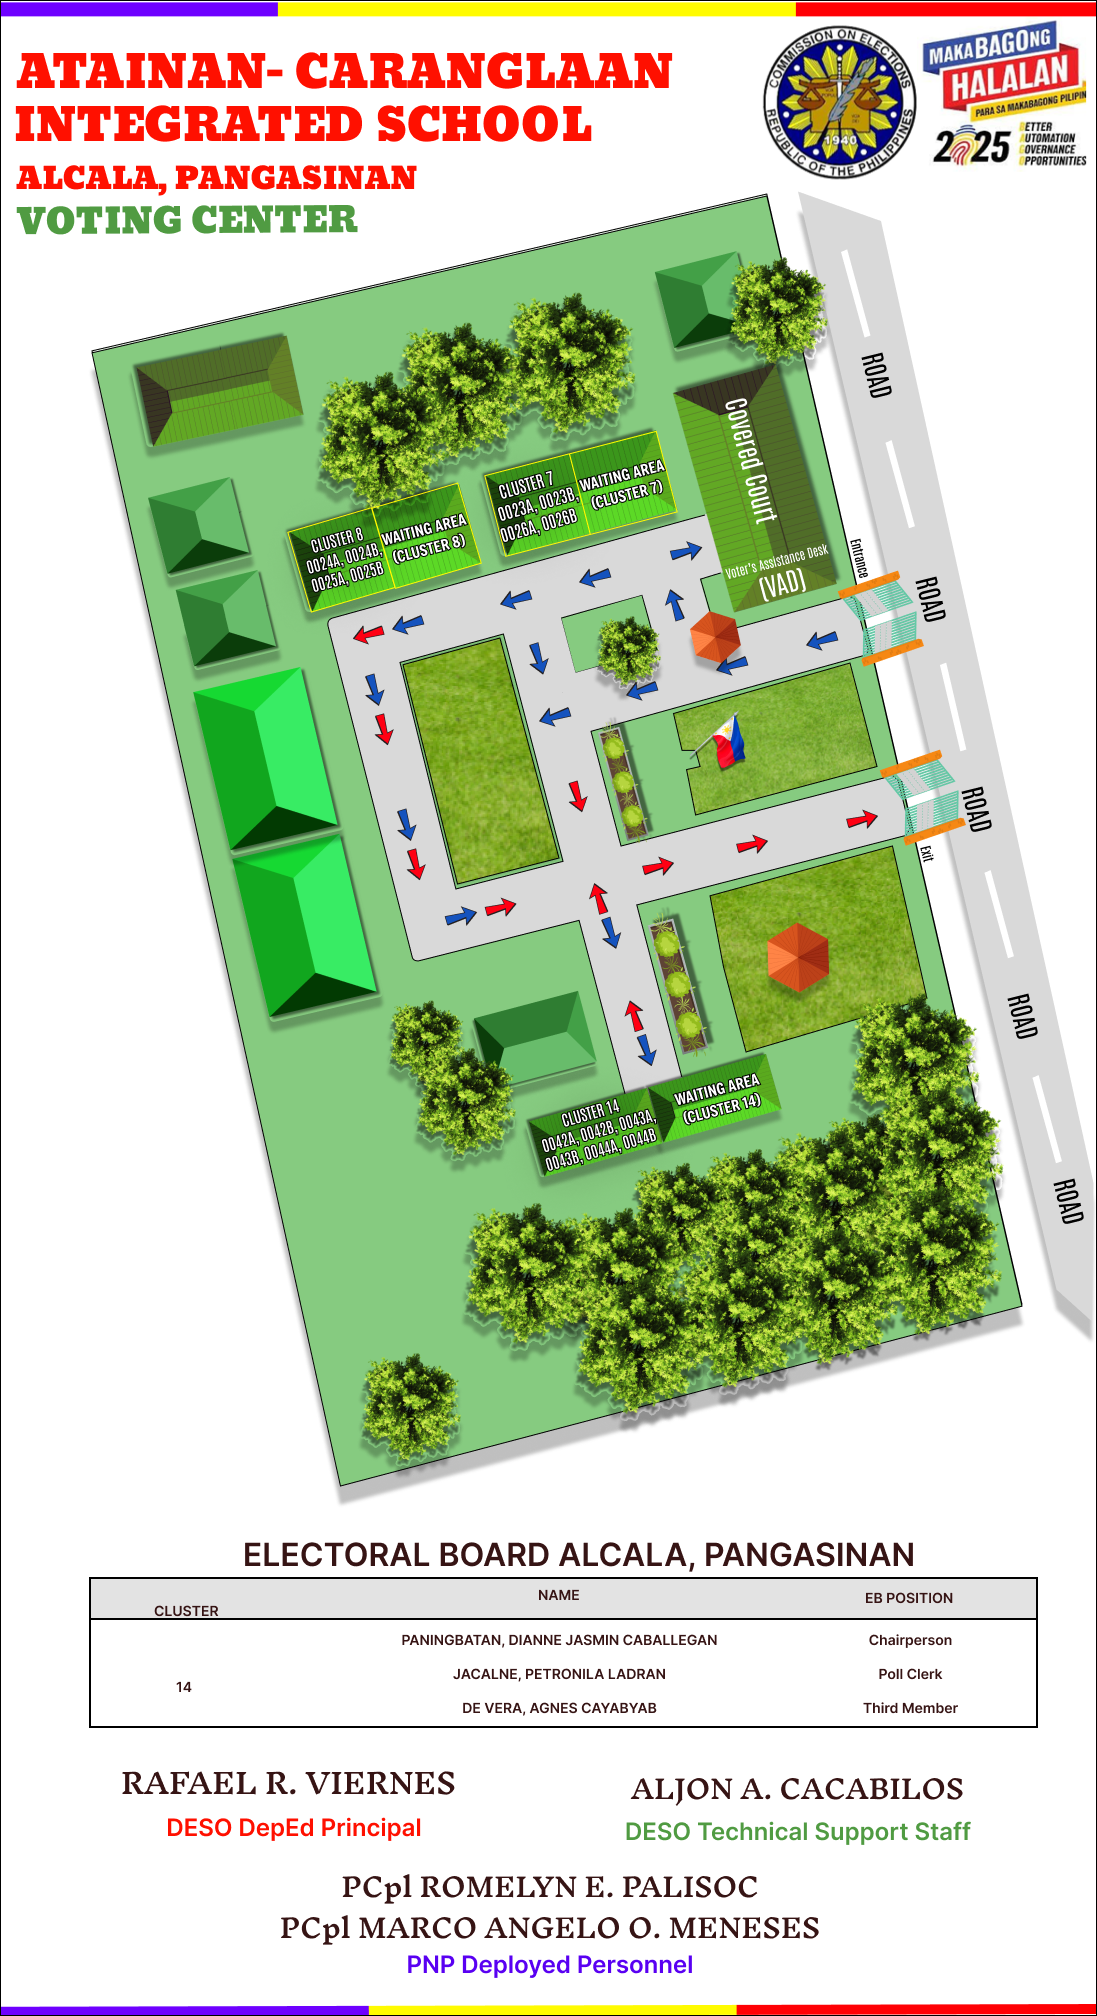 ATAINAN- CARANGLAAN
INTEGRATED SCHOOL
ALCALA, PANGASINAN
VOTING CENTER
COMMISSION ON ELECTIONS
REPUBLIC OF THE PHILIPPINES
1940
MAKABAGONG
HALALAN
PARA SA MAKABAGONG PILIPIN
2025
BETTER
AUTOMATION
GOVERNANCE
OPPORTUNITIES
ROAD
Covered Court
CLUSTER 7
0023A, 0023B,
0026A, 0026B
WAITING AREA
(CLUSTER 7)
CLUSTER 8
0024A, 0024B,
0025A, 0025B
WAITING AREA
(CLUSTER 8)
Voter's Assistance Desk
(VAD)
Entrance
ROAD
ROAD
Exit
ROAD
CLUSTER 14
0042A, 0042B, 0043A,
0043B, 0044A, 0044B
WAITING AREA
(CLUSTER 14)
ROAD
ELECTORAL BOARD ALCALA, PANGASINAN
CLUSTER NAME EB POSITION
PANINGBATAN, DIANNE JASMIN CABALLEGAN Chairperson
14 JACALNE, PETRONILA LADRAN Poll Clerk
DE VERA, AGNES CAYABYAB Third Member
RAFAEL R. VIERNES
DESO DepEd Principal
ALJON A. CACABILOS
DESO Technical Support Staff
PCpl ROMELYN E. PALISOC
PCpl MARCO ANGELO O. MENESES
PNP Deployed Personnel